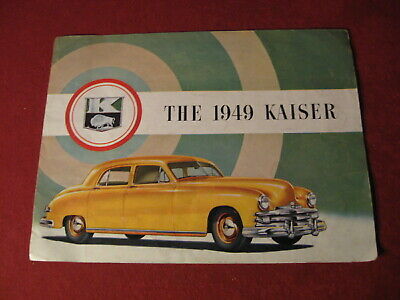 K
THE 1949 KAISER